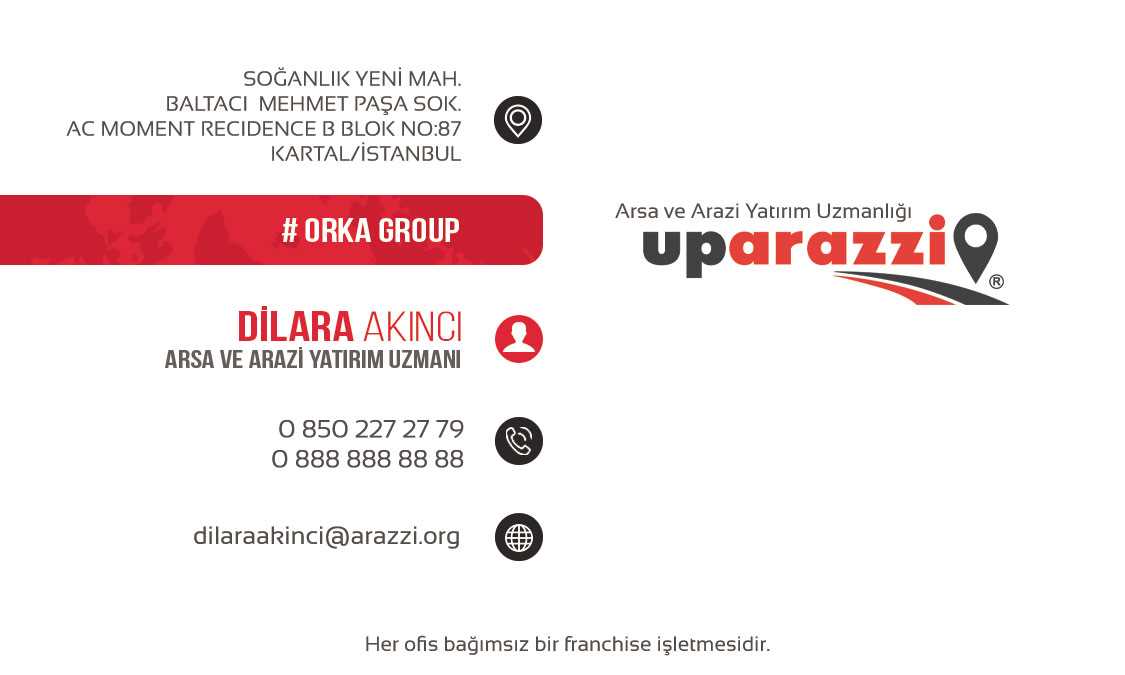 SOĞANLIK YENİ MAH.
BALTACI MEHMET PAŞA SOK.
AC MOMENT RECIDENCE B BLOK NO:87
KARTAL/İSTANBUL
# ORKA GROUP
DİLARA AKINCI
ARSA VE ARAZİ YATIRIM UZMANI
0 850 227 27 79
0 888 888 88 88
dilaraakinci@arazzi.org
Arsa ve Arazi Yatırım Uzmanlığı
uparazzi
®
Her ofis bağımsız bir franchise işletmesidir.